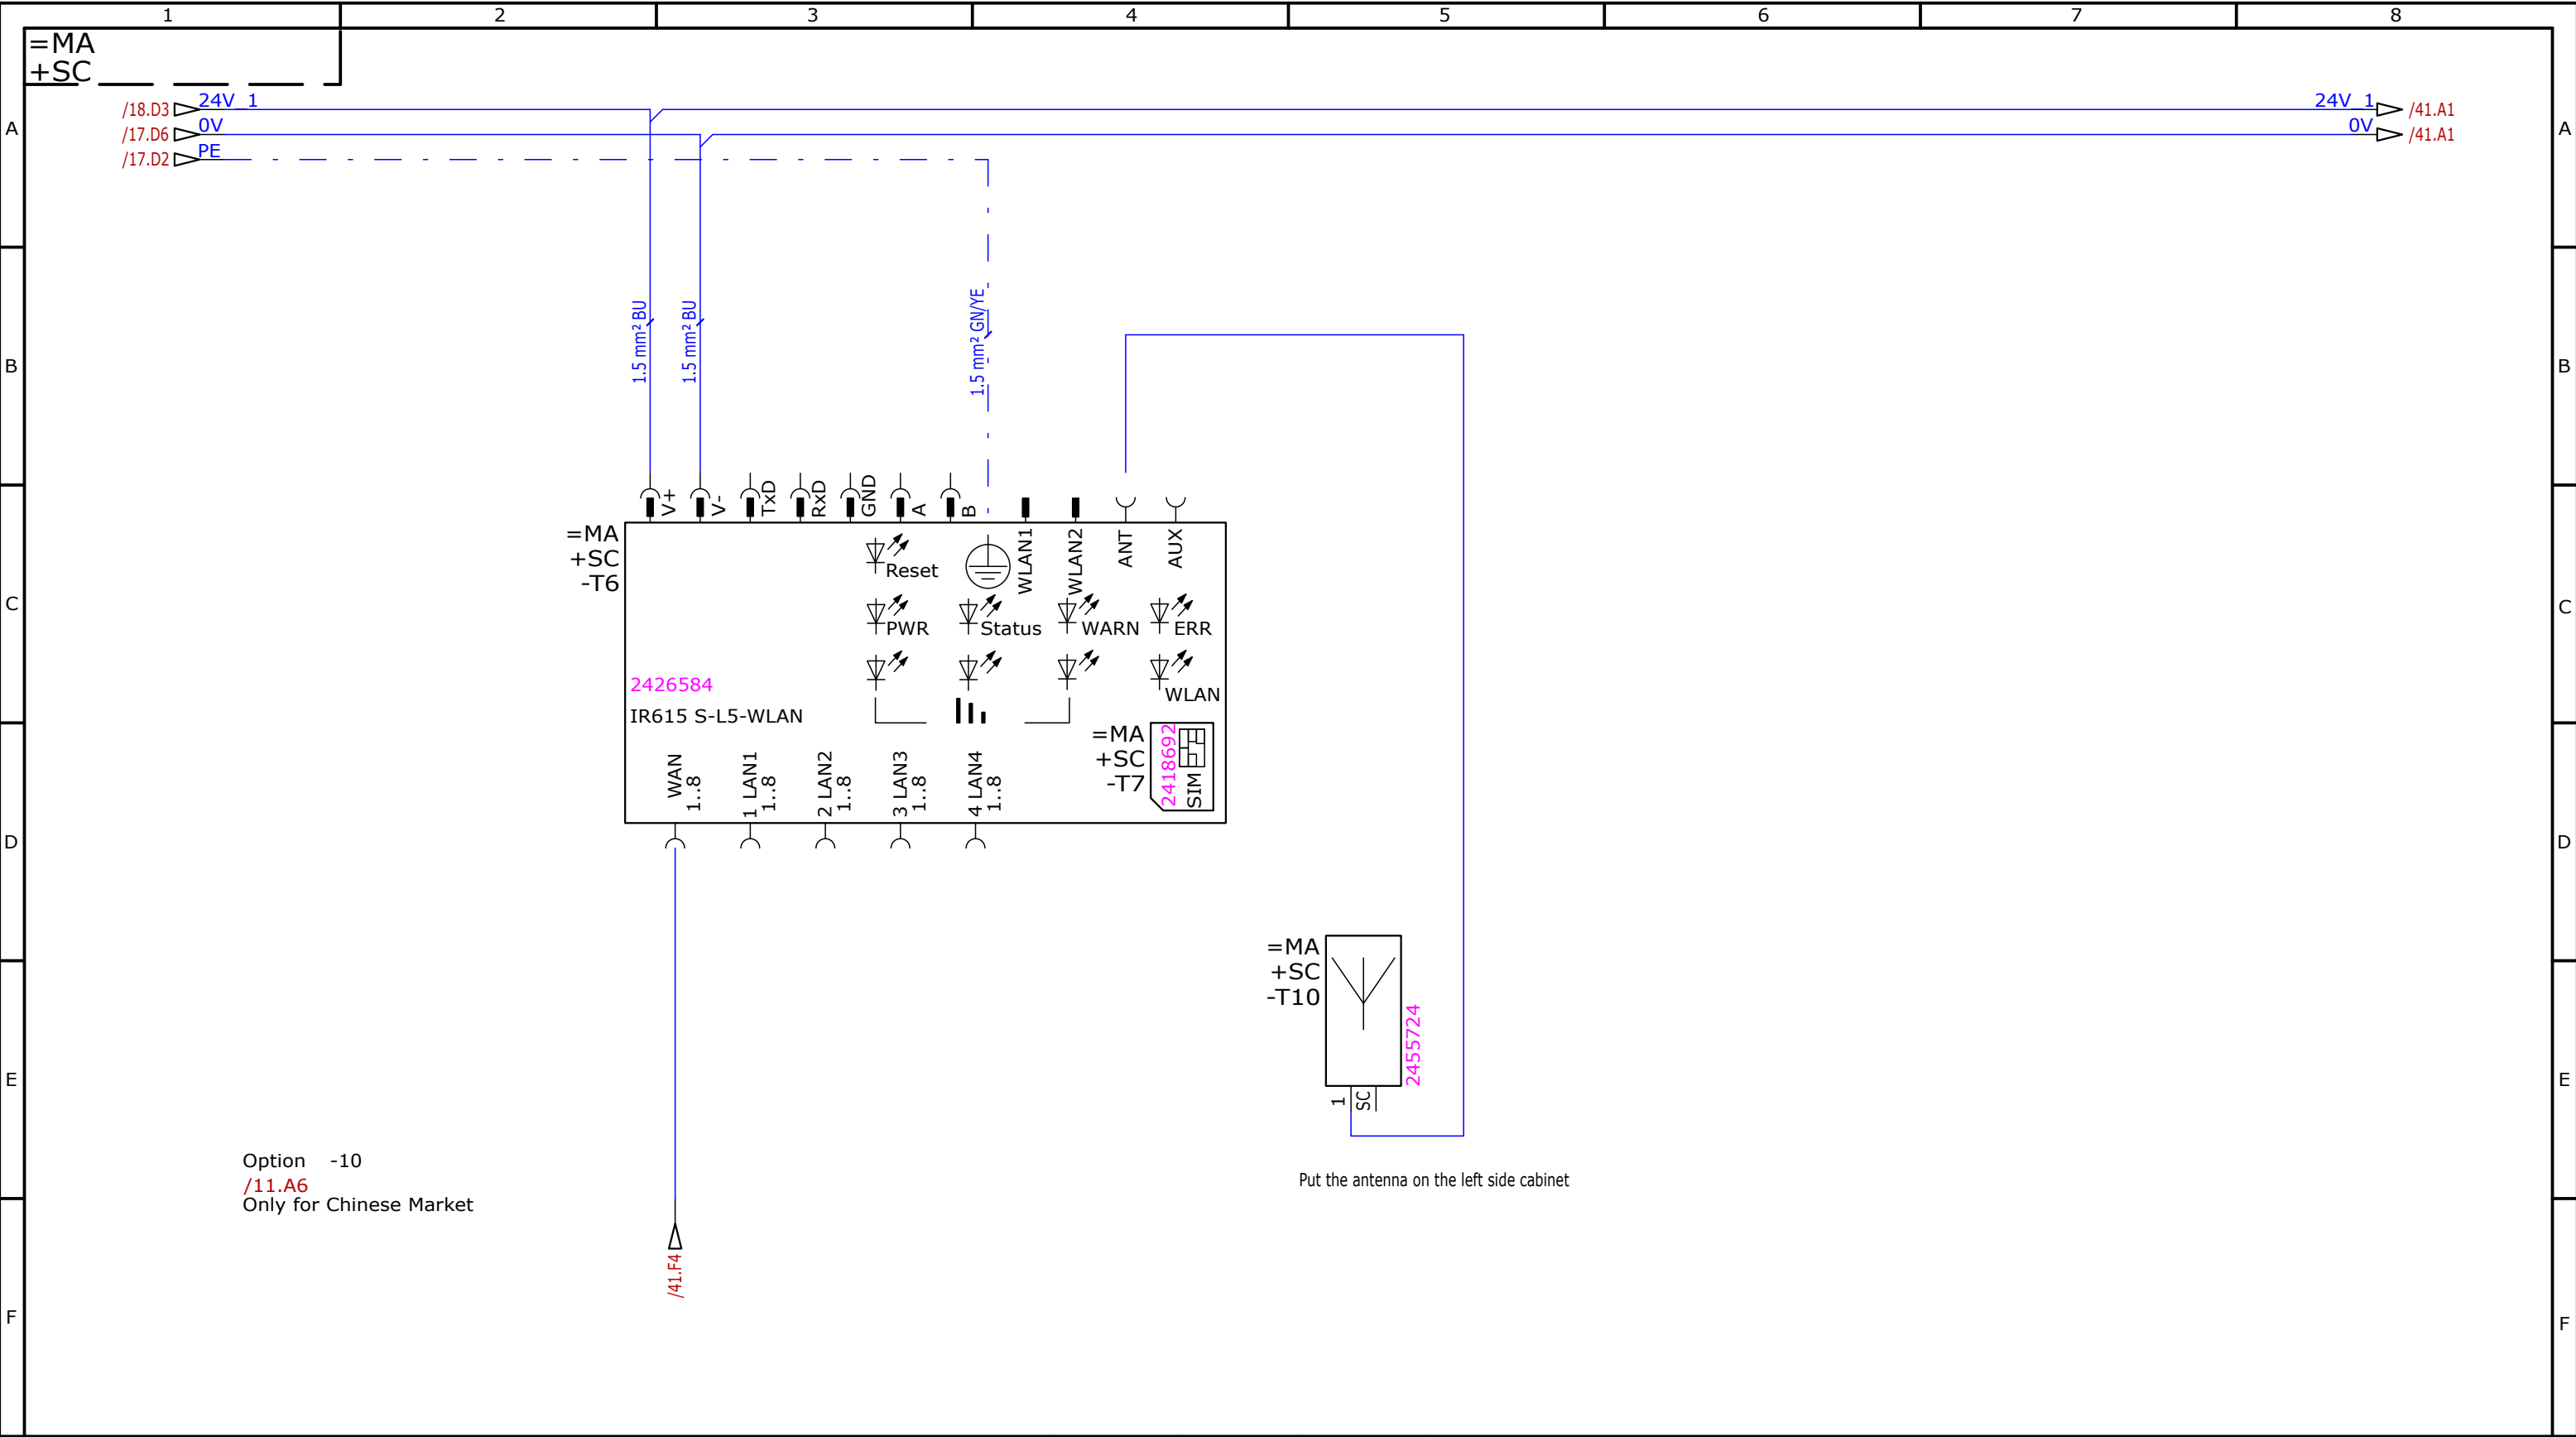 1 2 3 4 5 6 7 8
=MA
+SC
/18.D3 24V_1 24V_1 /41.A1
A A
/17.D6 0V 0V /41.A1
/17.D2 PE
1.5 mm² BU
1.5 mm² BU
1.5 mm² GN/YE
B B
V+ V- TxD RxD GND A B
=MA
+SC
-T6
WLAN1 WLAN2 ANT AUX
Reset
C C
PWR Status WARN ERR
2426584
WLAN
IR615 S-L5-WLAN
=MA
+SC
-T7
2418692
SIM
WAN
1..8
1 LAN1
1..8
2 LAN2
1..8
3 LAN3
1..8
4 LAN4
1..8
D D
=MA
+SC
-T10
2455724
E E
1 SC
Option -10
/11.A6
Only for Chinese Market
Put the antenna on the left side cabinet
/41.F4
F F